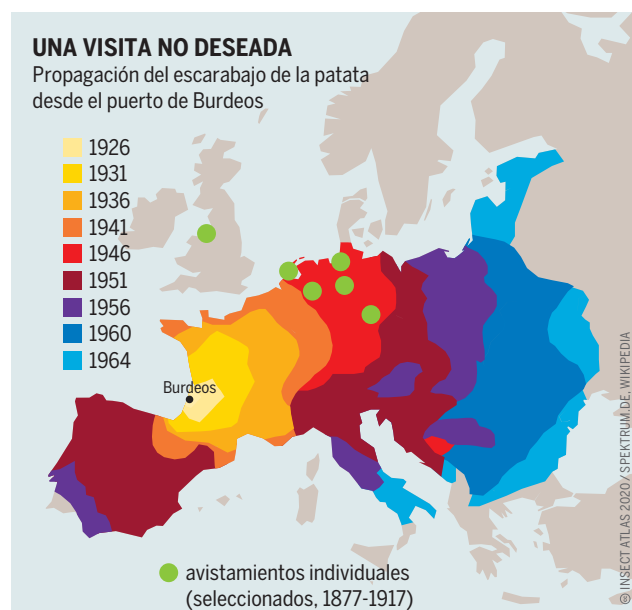 UNA VISITA NO DESEADA
Propagación del escarabajo de la patata
desde el puerto de Burdeos
1926
1931
1936
1941
1946
1951
1956
1960
1964
Burdeos
avistamientos individuales
(seleccionados, 1877-1917)
© INSECT ATLAS 2020 / SPEKTRUM.DE, WIKIPEDIA